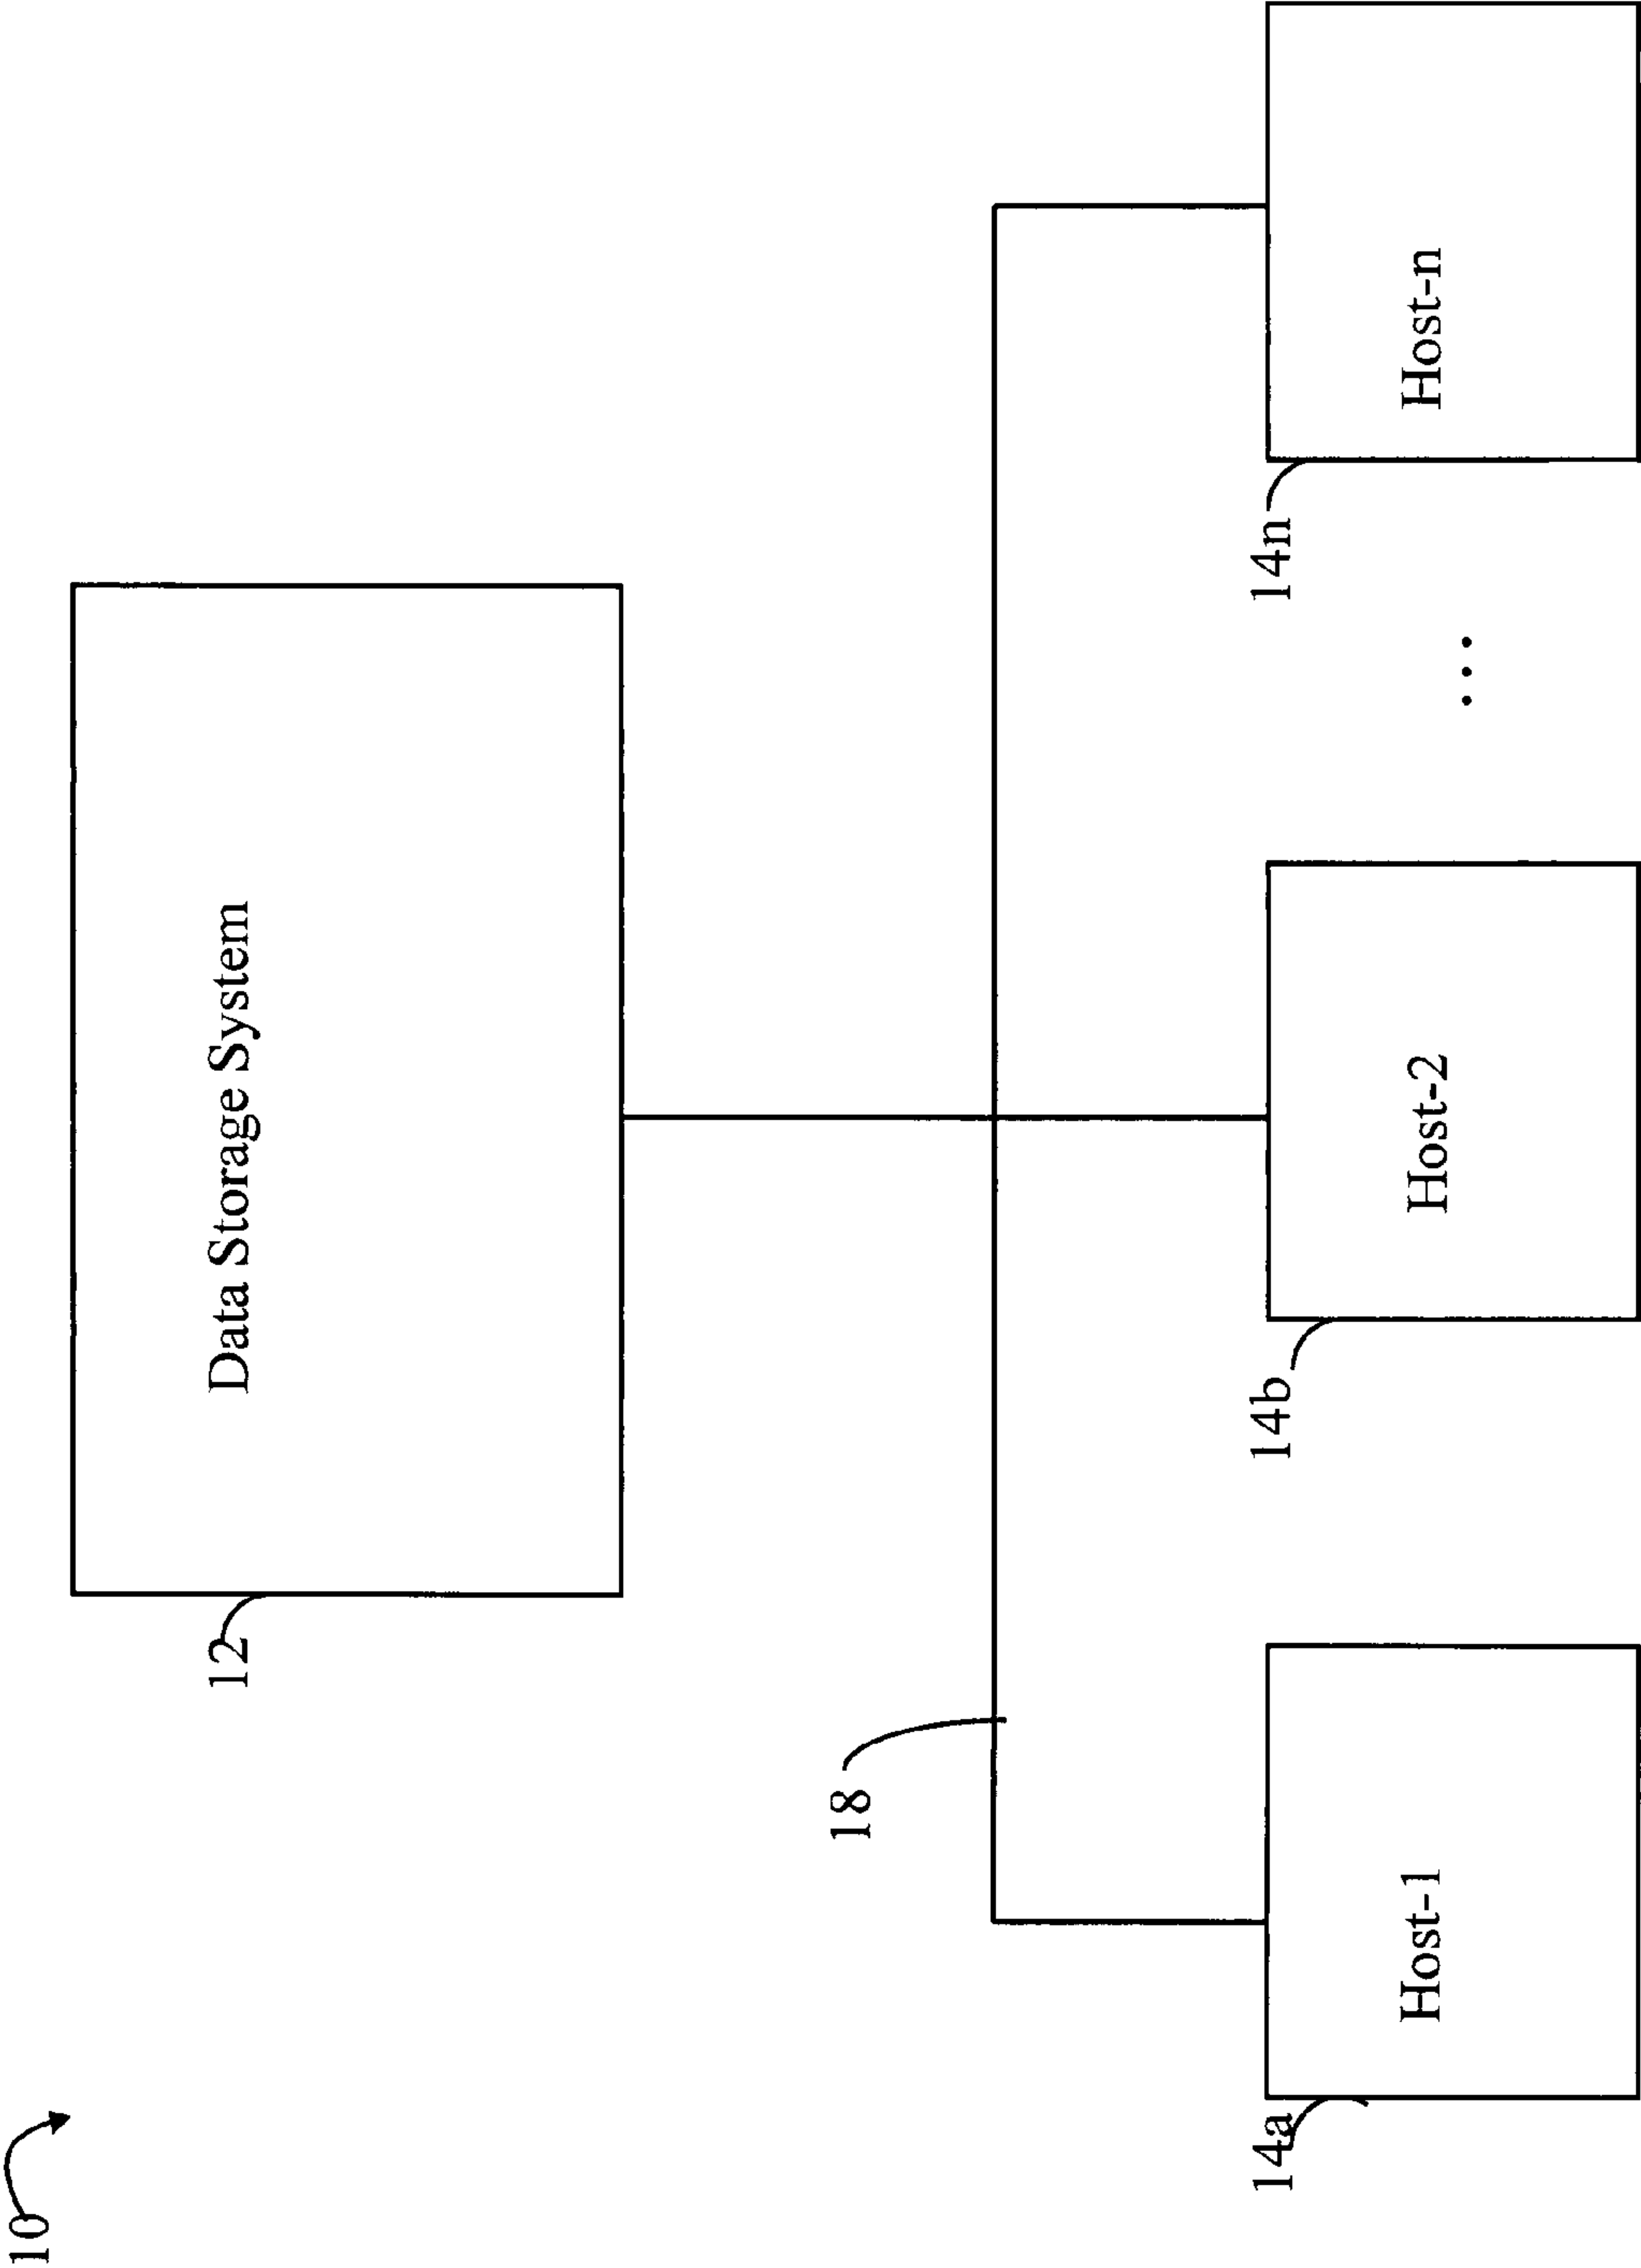 10
12
Data Storage System
18
14a
Host-1
14b
Host-2
...
14n
Host-n